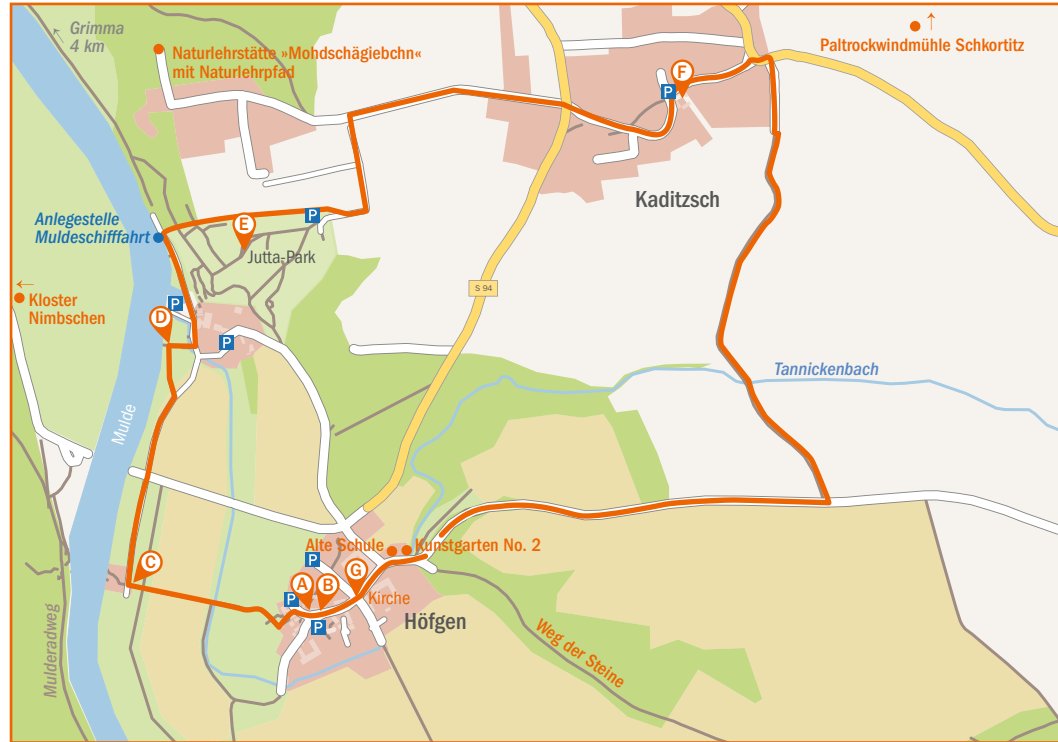 Grimma
4 km
Naturlehrstätte »Mohdschägiebchn«
mit Naturlehrpfad
↑
Paltrockwindmühle Schkortitz
P
F
Kaditzsch
Anlegestelle
Muldeschifffahrt
P
E
Jutta-Park
←
Kloster
Nimbschen
P
D
P
S 94
Tannickenbach
Mulde
Alte Schule
Kunstgarten No. 2
P
C
A
B
G
P
Kirche
P
Höfgen
Mulderadweg
Weg der Steine